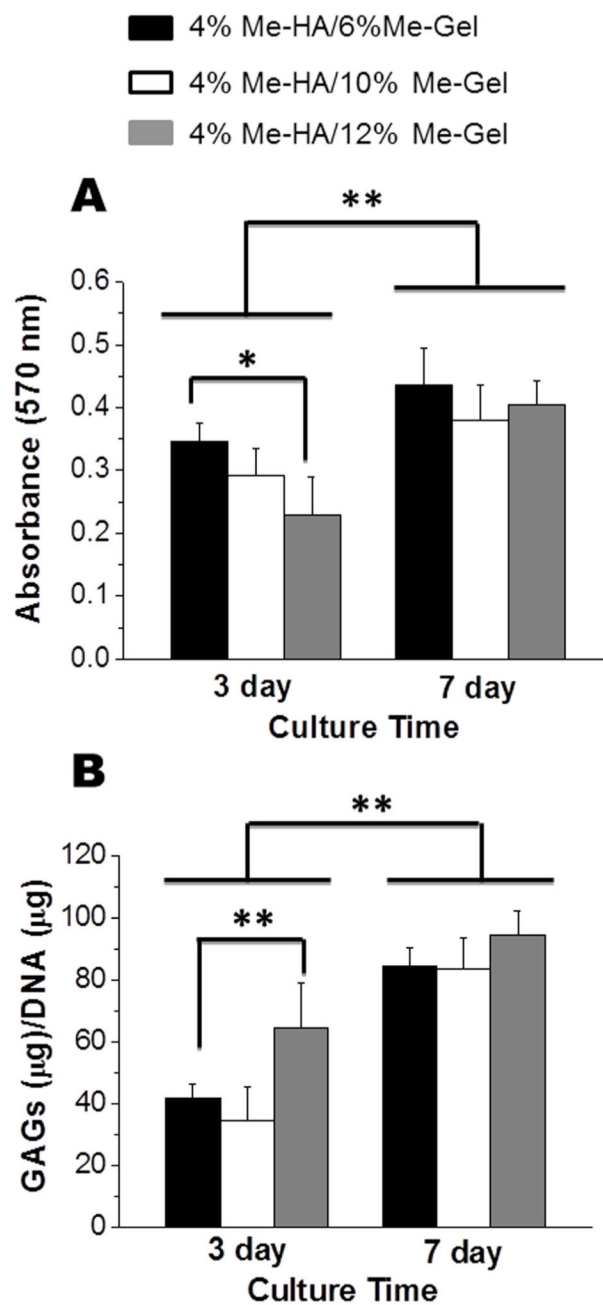 4% Me-HA/6%Me-Gel
4% Me-HA/10% Me-Gel
4% Me-HA/12% Me-Gel
A
**
*
Absorbance (570 nm)
0.6
0.5
0.4
0.3
0.2
0.1
0.0
3 day
7 day
Culture Time
B
**
**
GAGs (µg)/DNA (µg)
120
100
80
60
40
20
0
3 day
7 day
Culture Time